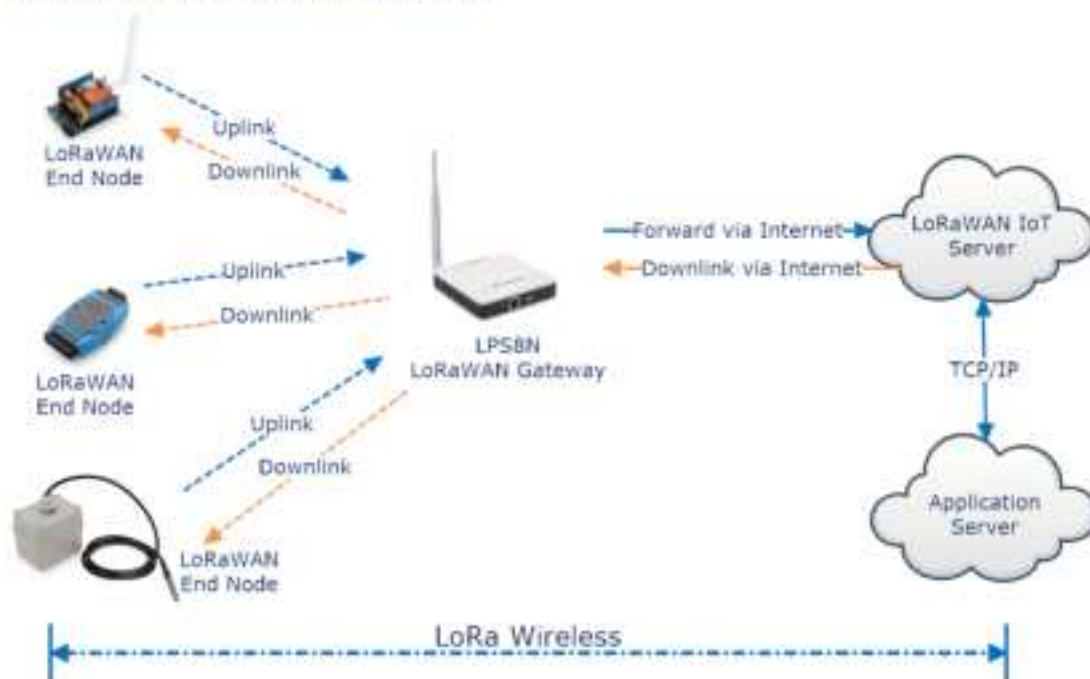 Uplink
Downlink
LoRaWAN
End Node
Forward via Internet
LoRaWAN IoT
Server
Downlink via Internet
Uplink
Downlink
LPS8N
LoRaWAN Gateway
TCP/IP
LoRaWAN
End Node
Uplink
Downlink
Application
Server
LoRaWAN
End Node
LoRa Wireless